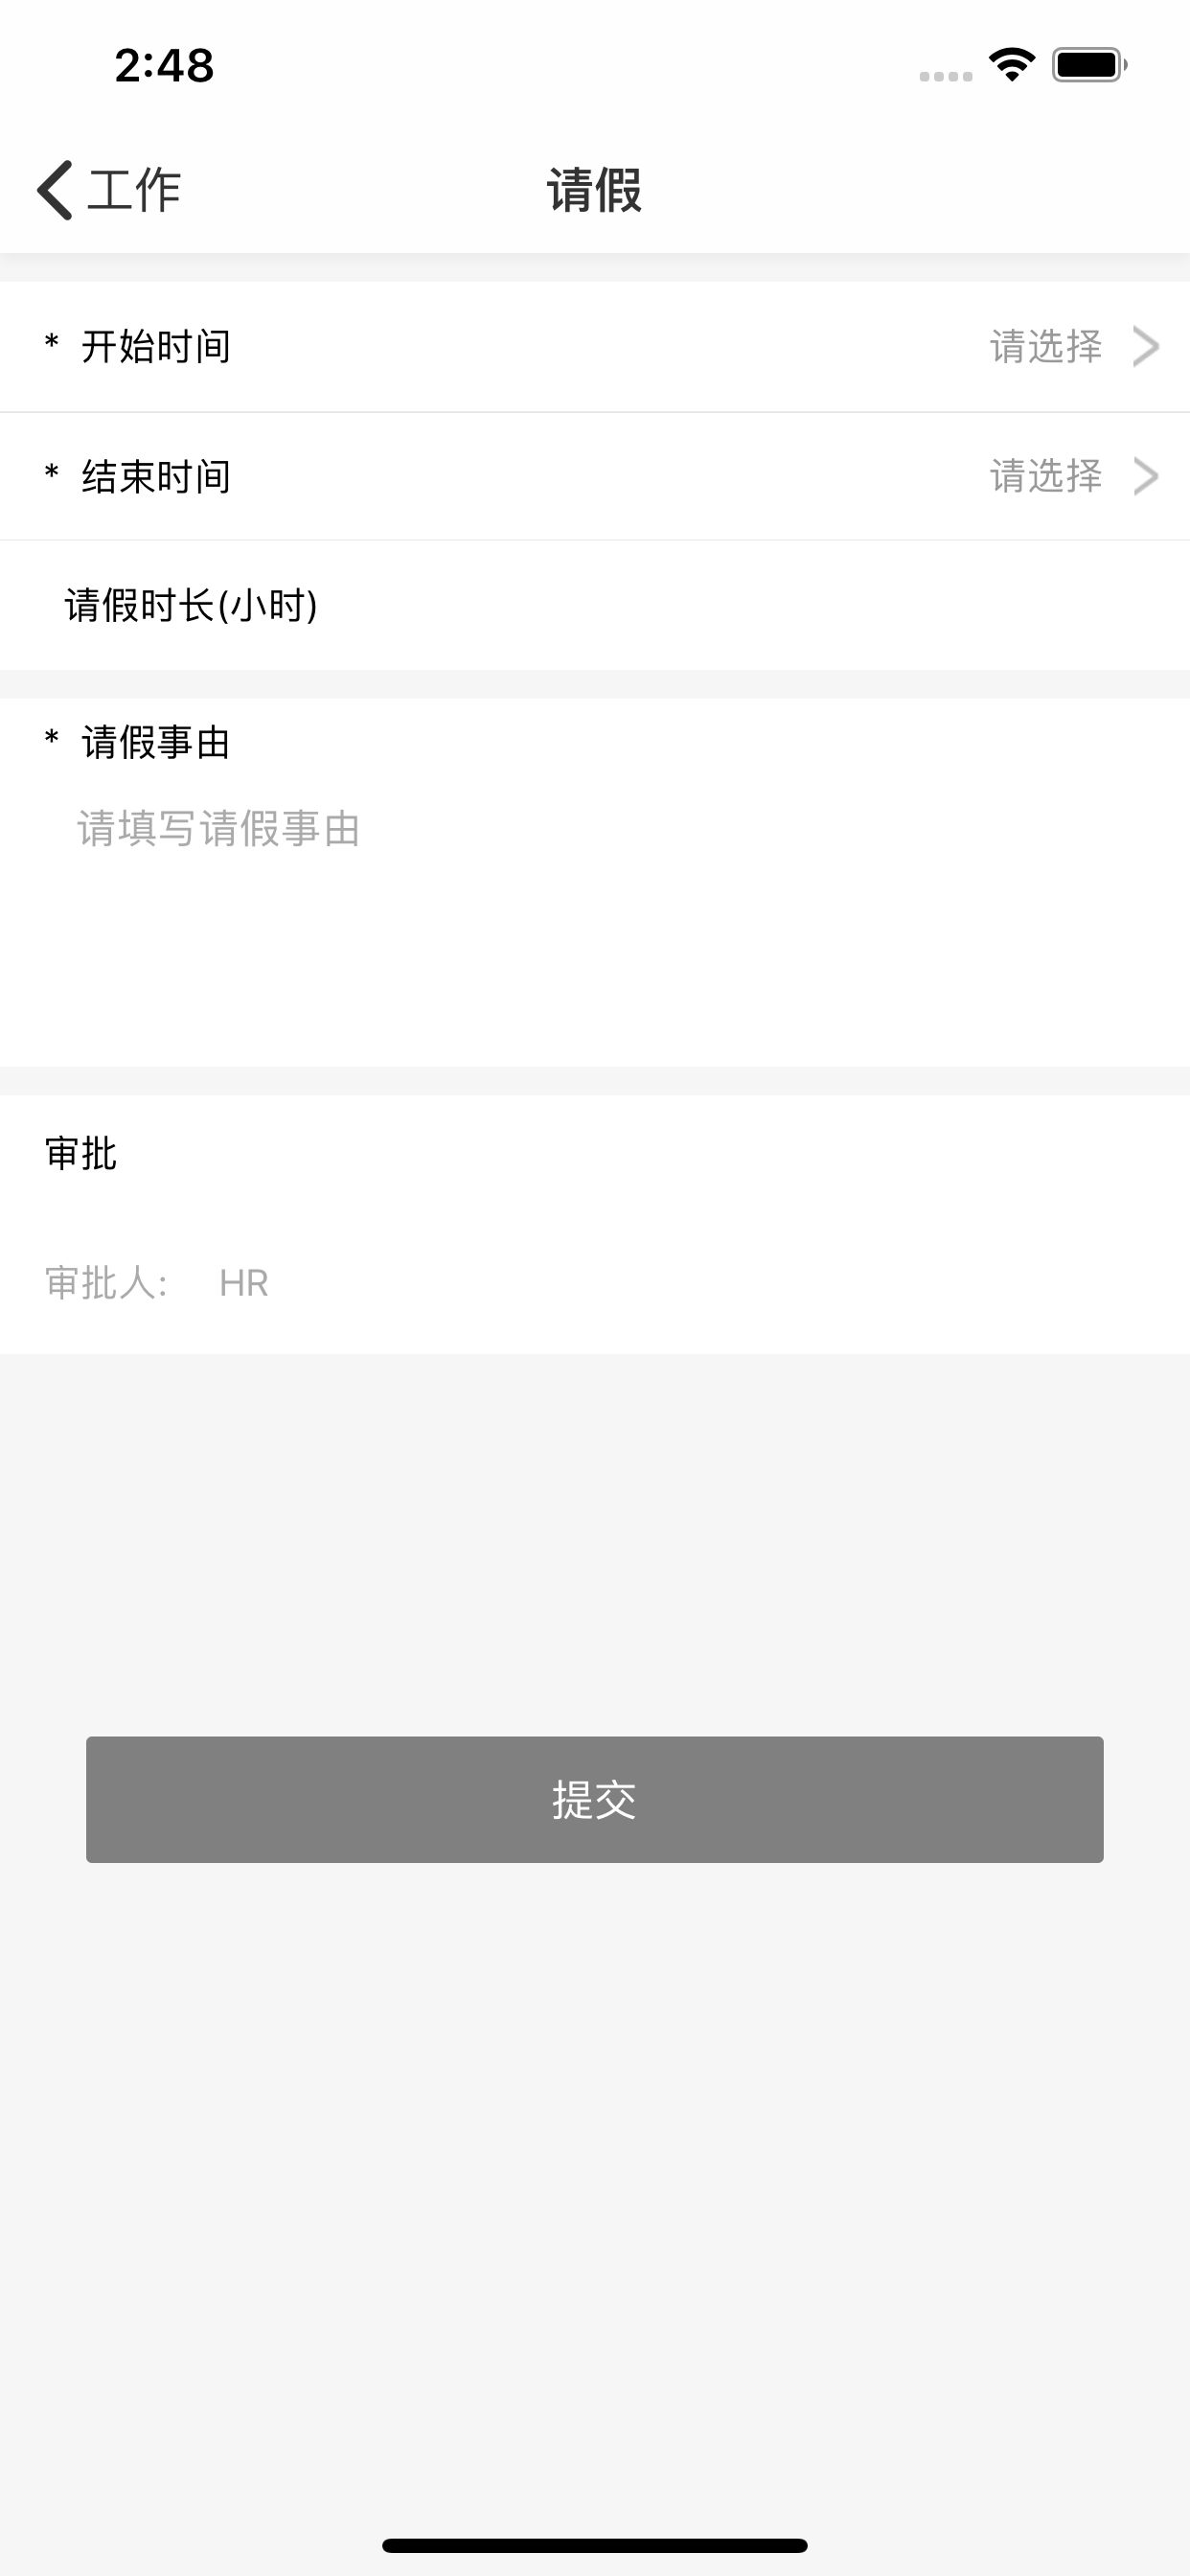 2:48
工作
请假
* 开始时间 请选择
* 结束时间 请选择
请假时长(小时)
* 请假事由
请填写请假事由
审批
审批人: HR
提交